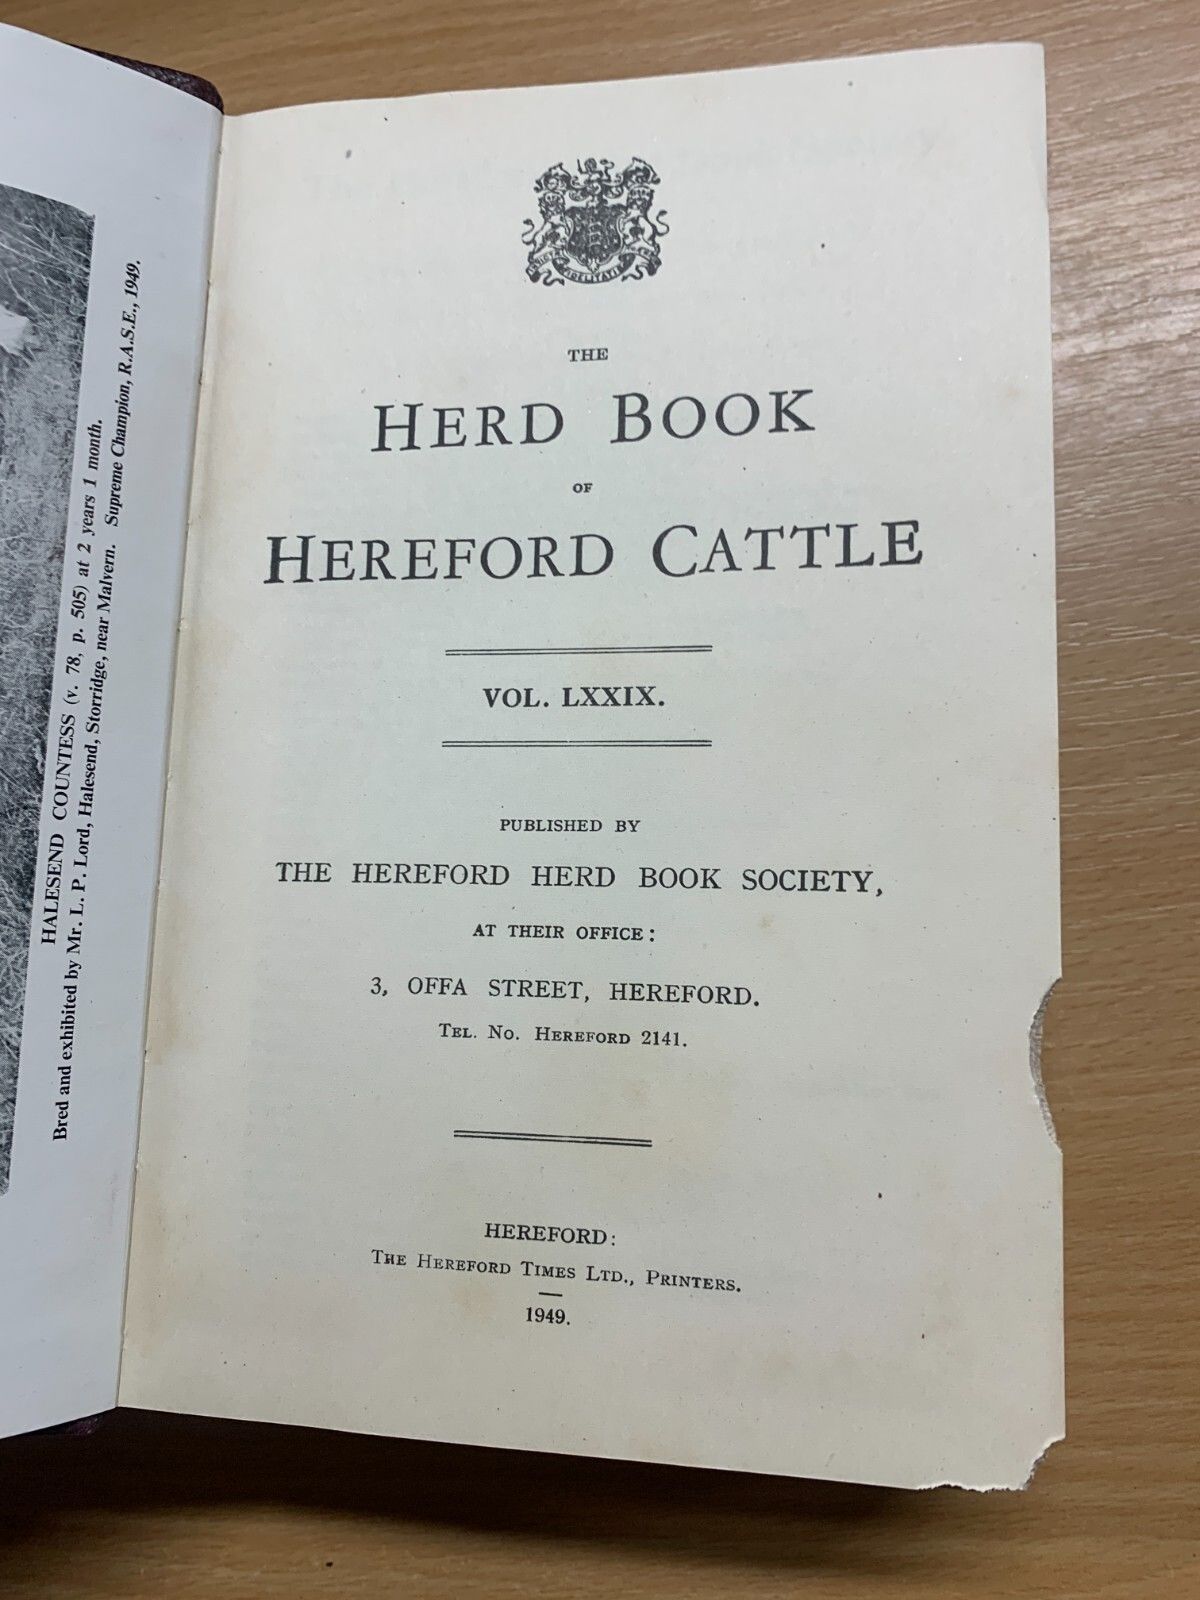 HALESEND COUNTESS (v. 78, p. 505) at 2 years 1 month.
Bred and exhibited by Mr. L. P. Lord, Halesend, Storridge, near Malvern. Supreme Champion, R.A.S.E., 1949.
FIDELITATIS
THE
HERD BOOK
OF
HEREFORD CATTLE
VOL. LXXIX.
PUBLISHED BY
THE HEREFORD HERD BOOK SOCIETY,
AT THEIR OFFICE:
3, OFFA STREET, HEREFORD.
TEL. NO. HEREFORD 2141.
HEREFORD:
THE HEREFORD TIMES LTD., PRINTERS.
1949.